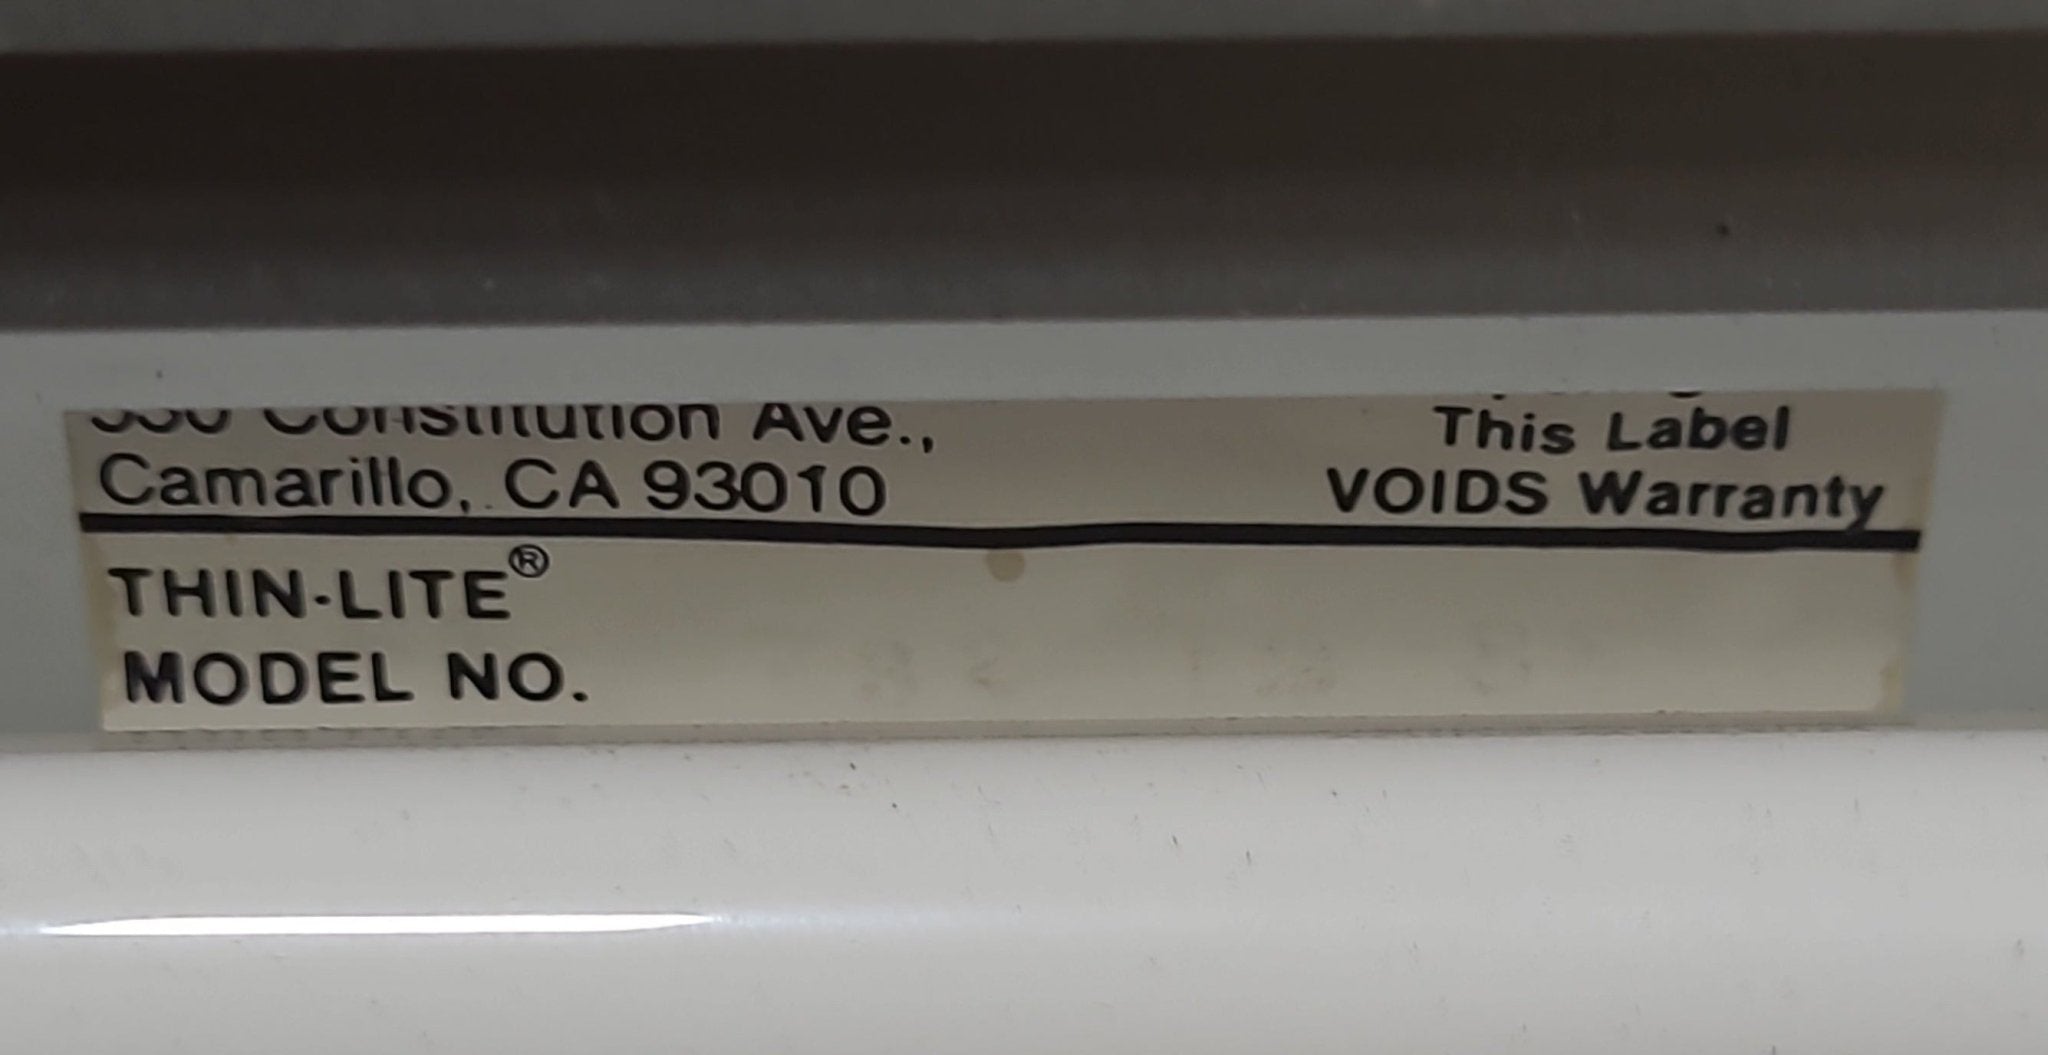 Constitution Ave.,
Camarillo, CA 93010
This Label
VOIDS Warranty
THIN-LITE®
MODEL NO.